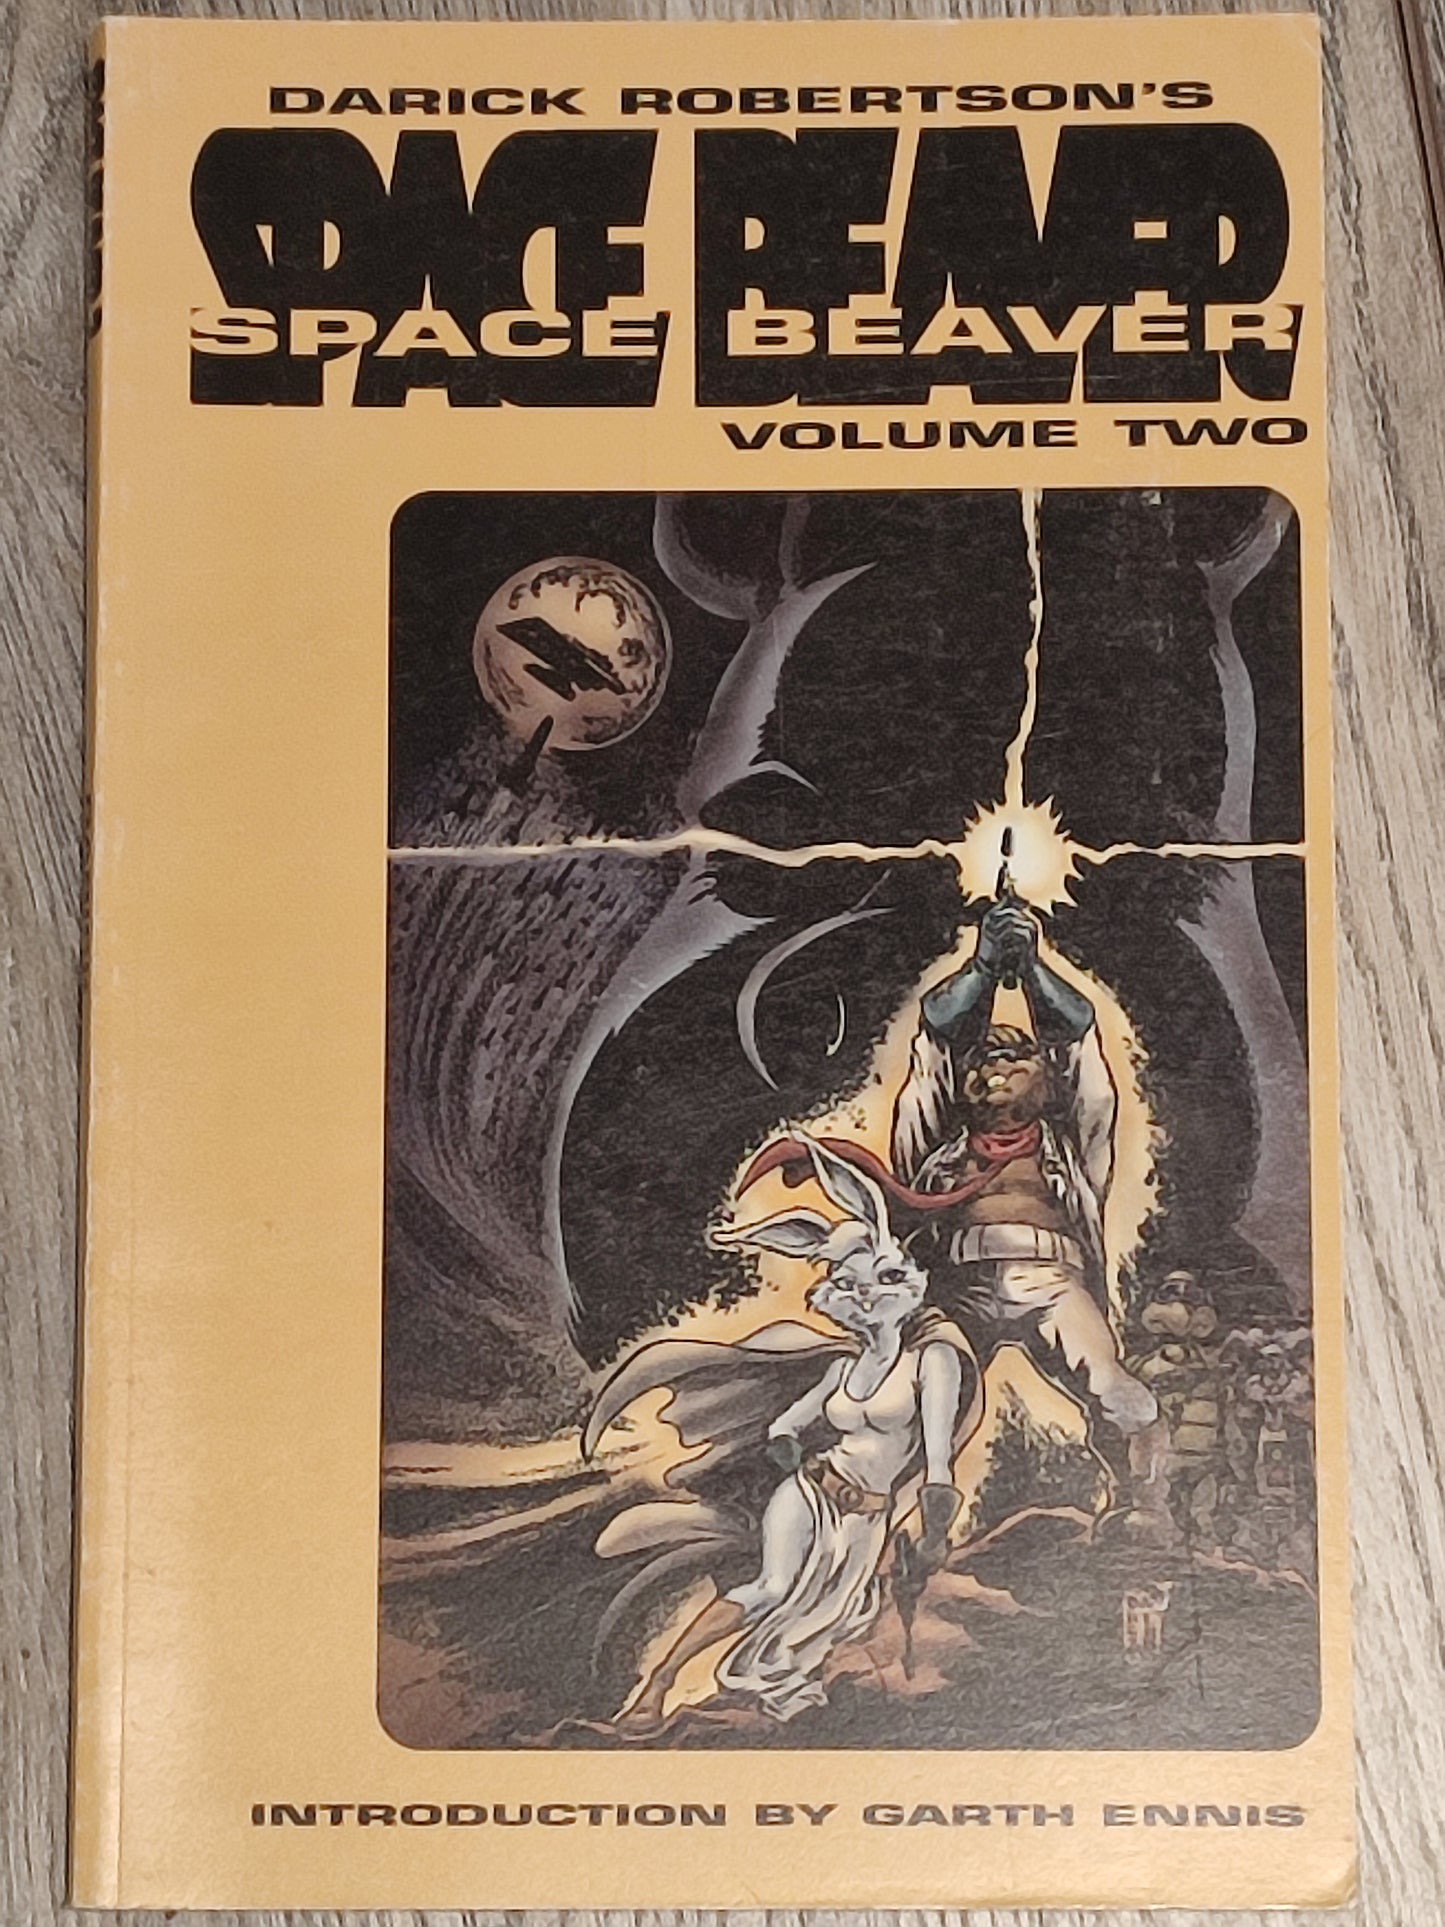 DARICK ROBERTSON'S
SPACE BEAVER
SPACE BEAVER
VOLUME TWO
INTRODUCTION BY GARTH ENNIS